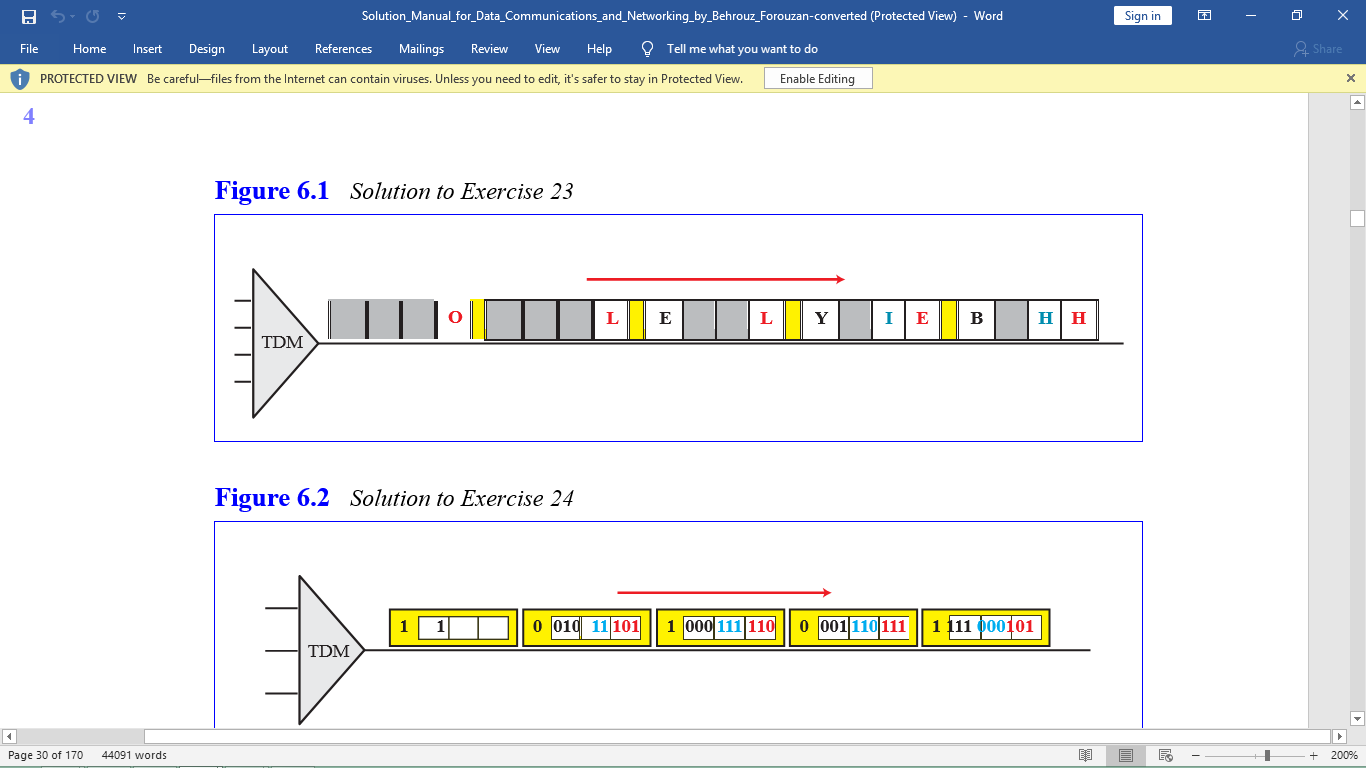 Solution_Manual_for_Data_Communications_and_Networking_by_Behrouz_Forouzan-converted (Protected View) - Word
Sign in
File Home Insert Design Layout References Mailings Review View Help Tell me what you want to do Share
PROTECTED VIEW Be careful—files from the Internet can contain viruses. Unless you need to edit, it's safer to stay in Protected View. Enable Editing
4
Figure 6.1 Solution to Exercise 23
TDM O L E L Y I E B H H
Figure 6.2 Solution to Exercise 24
1 1 0 010 11 101 1 000 111 110 0 001 110 111 1 111 000 101
TDM
Page 30 of 170 44091 words 200%